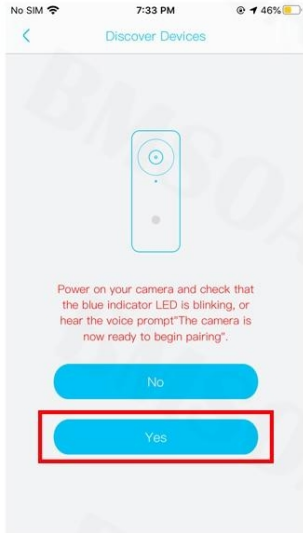 No SIM 7:33 PM 46%
Discover Devices
Power on your camera and check that
the blue indicator LED is blinking, or
hear the voice prompt"The camera is
now ready to begin pairing".
No
Yes